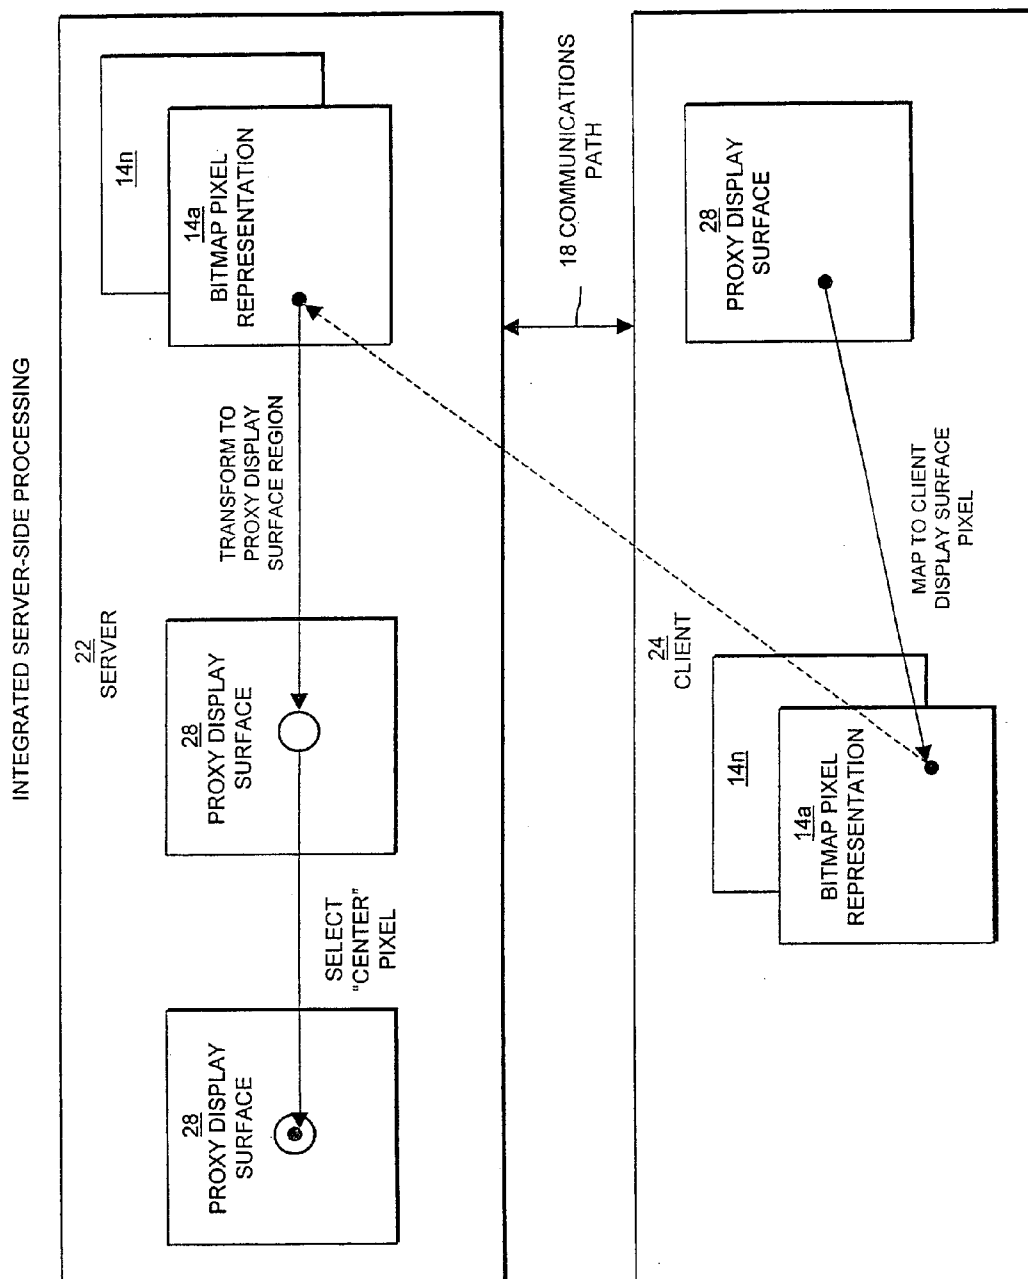 INTEGRATED SERVER-SIDE PROCESSING
22
SERVER
28
PROXY DISPLAY
SURFACE
SELECT
"CENTER"
PIXEL
28
PROXY DISPLAY
SURFACE
TRANSFORM TO
PROXY DISPLAY
SURFACE REGION
14n
14a
BITMAP PIXEL
REPRESENTATION
18 COMMUNICATIONS
PATH
24
CLIENT
14n
14a
BITMAP PIXEL
REPRESENTATION
MAP TO CLIENT
DISPLAY SURFACE
PIXEL
28
PROXY DISPLAY
SURFACE